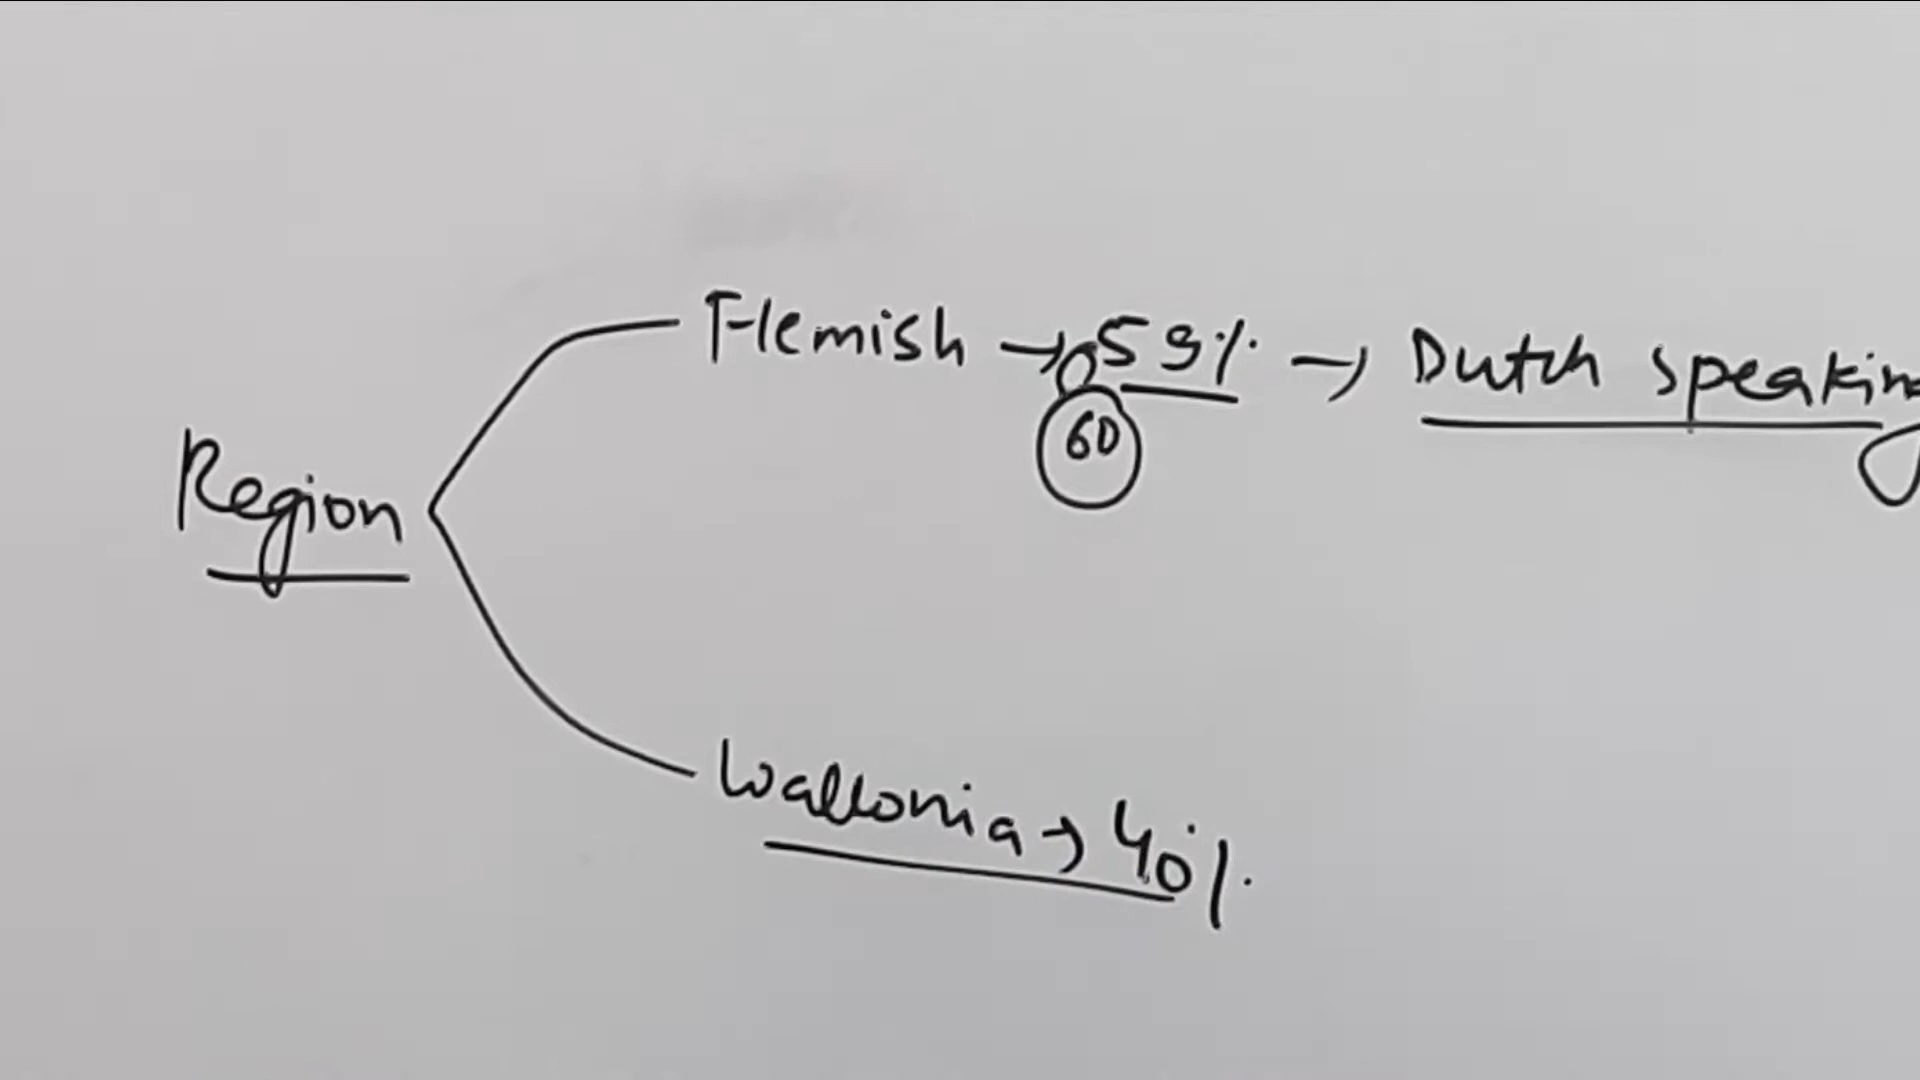 Flemish → 59% → Dutch speaking
60
Region
Wallonia → 40%